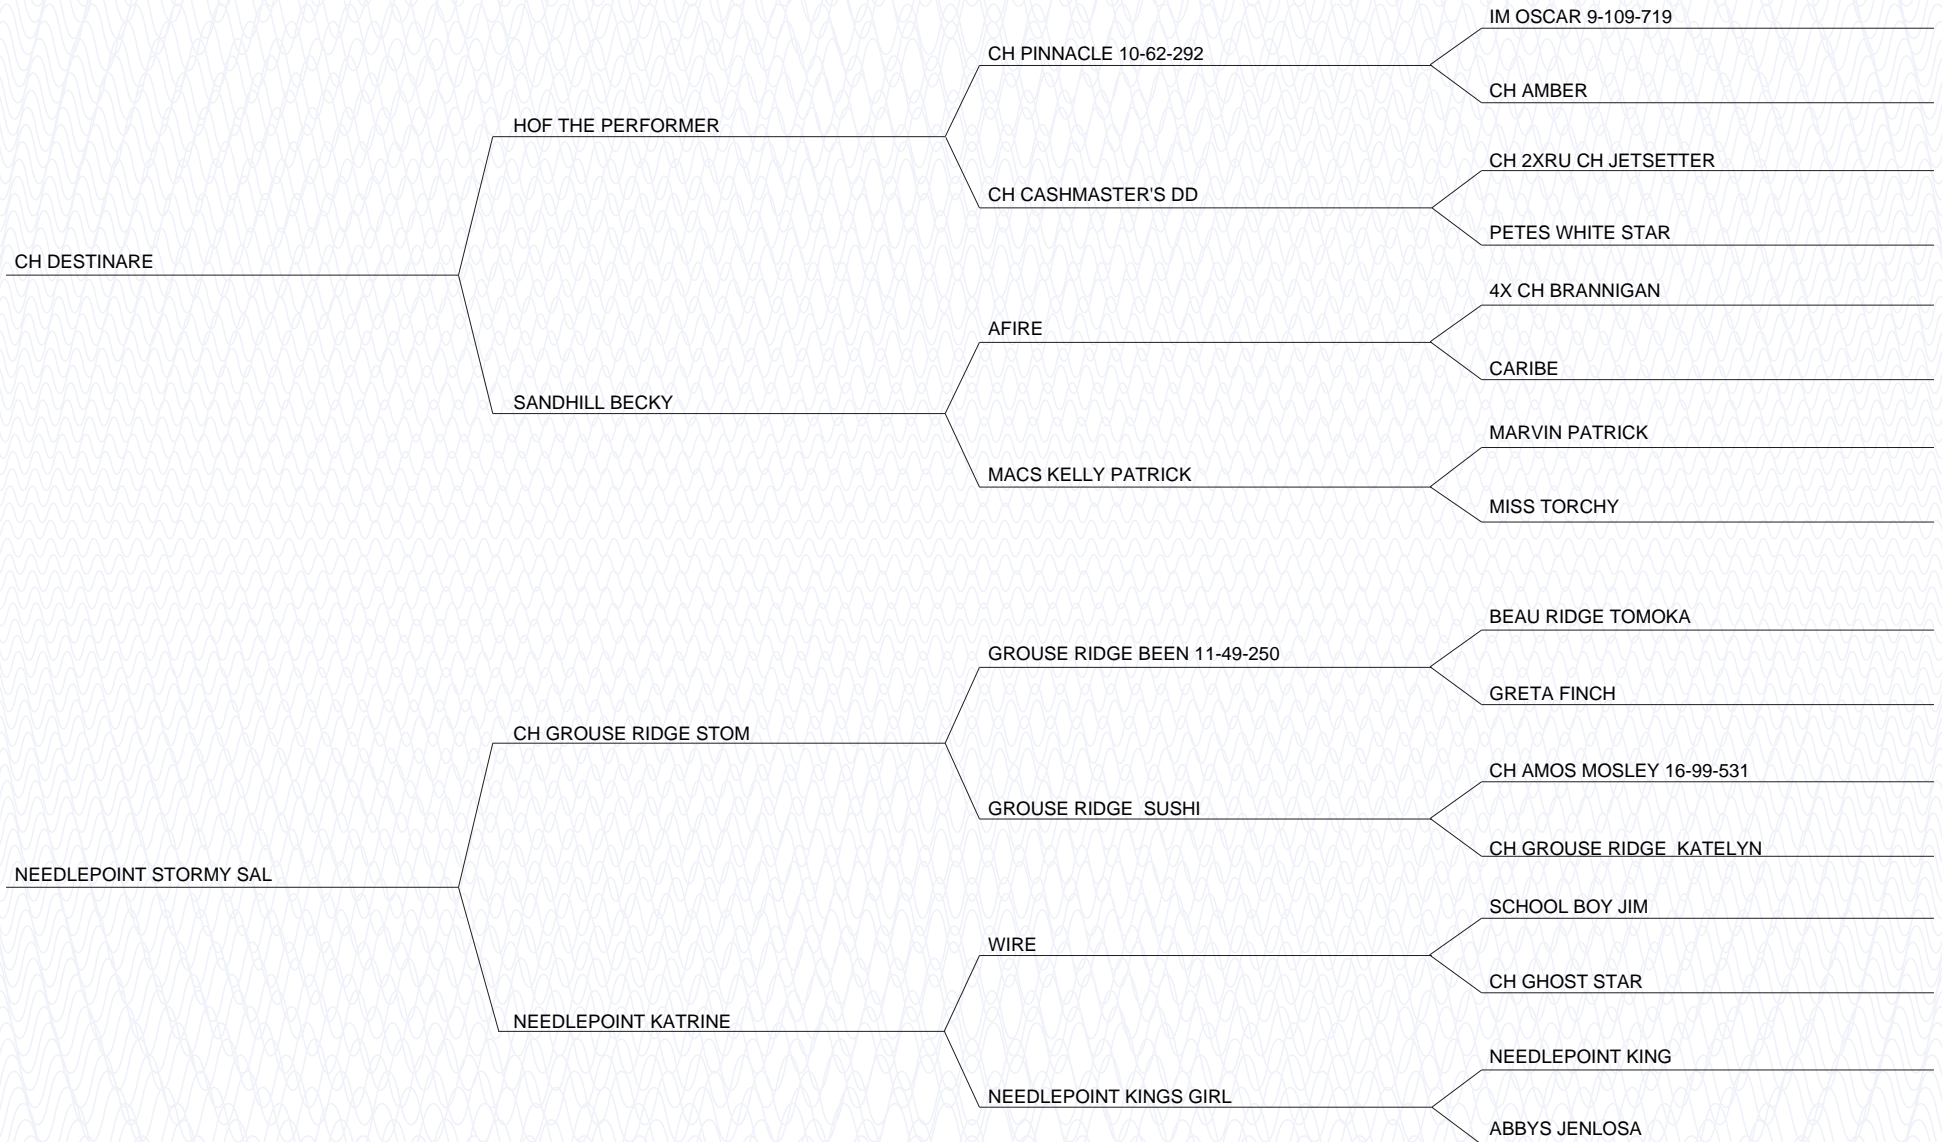 IM OSCAR 9-109-719
CH PINNACLE 10-62-292
CH AMBER
HOF THE PERFORMER
CH 2XRU CH JETSETTER
CH CASHMASTER'S DD
PETES WHITE STAR
CH DESTINARE
4X CH BRANNIGAN
AFIRE
CARIBE
SANDHILL BECKY
MARVIN PATRICK
MACS KELLY PATRICK
MISS TORCHY
BEAU RIDGE TOMOKA
GROUSE RIDGE BEEN 11-49-250
GRETA FINCH
CH GROUSE RIDGE STOM
CH AMOS MOSLEY 16-99-531
GROUSE RIDGE  SUSHI
CH GROUSE RIDGE  KATELYN
NEEDLEPOINT STORMY SAL
SCHOOL BOY JIM
WIRE
CH GHOST STAR
NEEDLEPOINT KATRINE
NEEDLEPOINT KING
NEEDLEPOINT KINGS GIRL
ABBYS JENLOSA